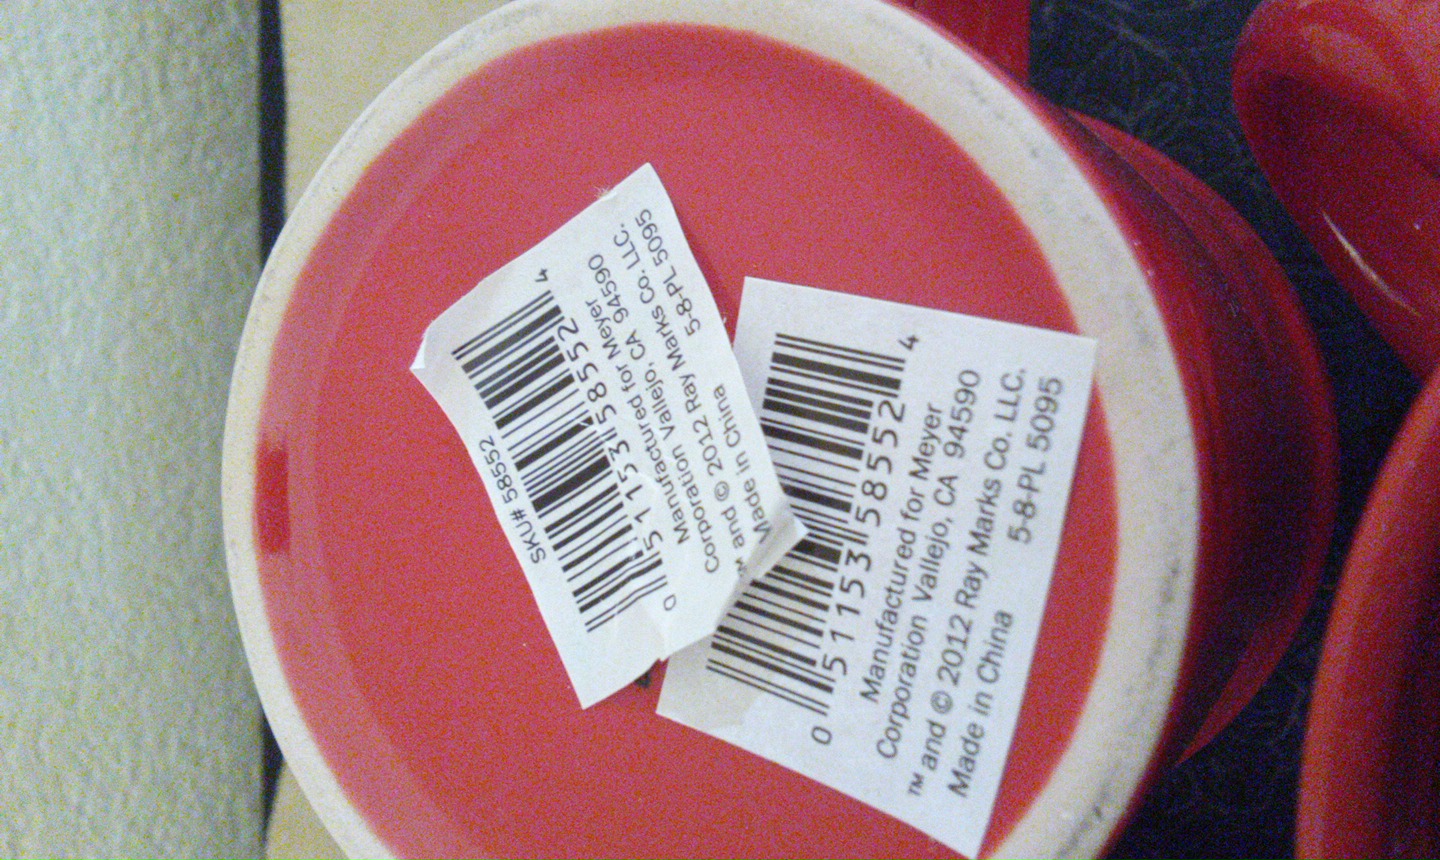 SKU# 58552
0 51153 58552 4
Manufactured for Meyer
Corporation Vallejo, CA 94590
and © 2012 Ray Marks Co. LLC.
Made in China 5-8-PL 5095
0 51153 58552 4
Manufactured for Meyer
Corporation Vallejo, CA 94590
™ and © 2012 Ray Marks Co. LLC.
Made in China 5-8-PL 5095